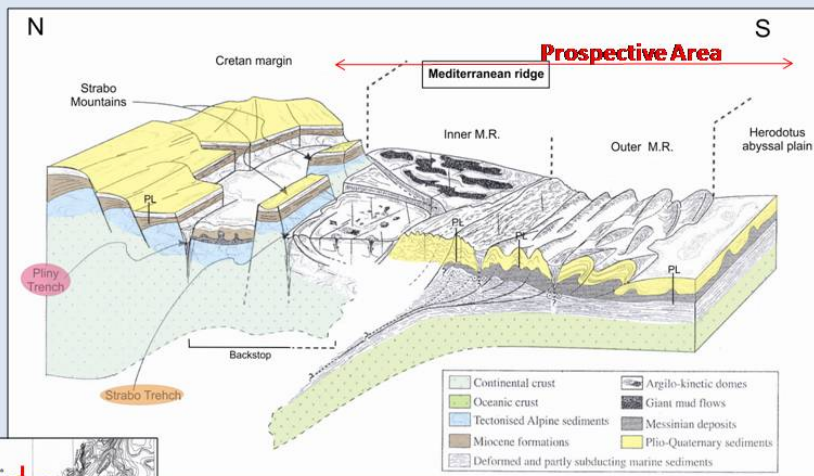 N
S
Prospective Area
Cretan margin
Mediterranean ridge
Strabo
Mountains
Inner M.R.
Outer M.R.
Herodotus
abyssal plain
PL
PL
PL
PL
Pliny
Trench
Backstop
Strabo Trehch
Continental crust
Oceanic crust
Tectonised Alpine sediments
Miocene formations
Deformed and partly subducting marine sediments
Argilo-kinetic domes
Giant mud flows
Messinian deposits
Plio-Quaternary sediments